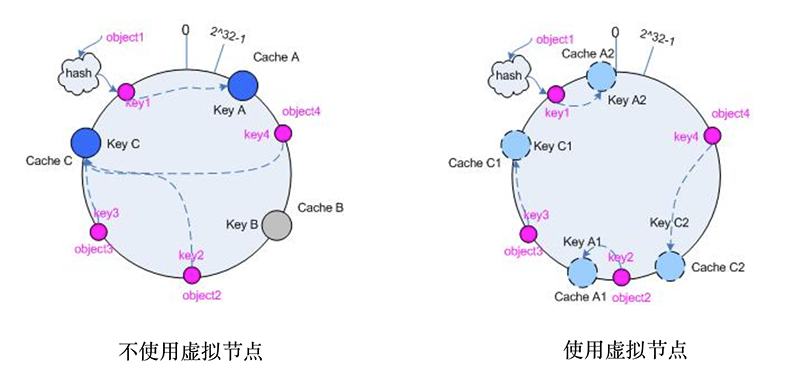 0
2^32-1
object1
hash
key1
Cache A
Key A
object4
key4
Key C
Cache C
Cache B
Key B
key3
object3
key2
object2
不使用虚拟节点
0
2^32-1
object1
hash
key1
Cache A2
Key A2
object4
key4
Key C1
Cache C1
Key C2
Cache C2
key3
object3
Key A1
key2
Cache A1
object2
使用虚拟节点